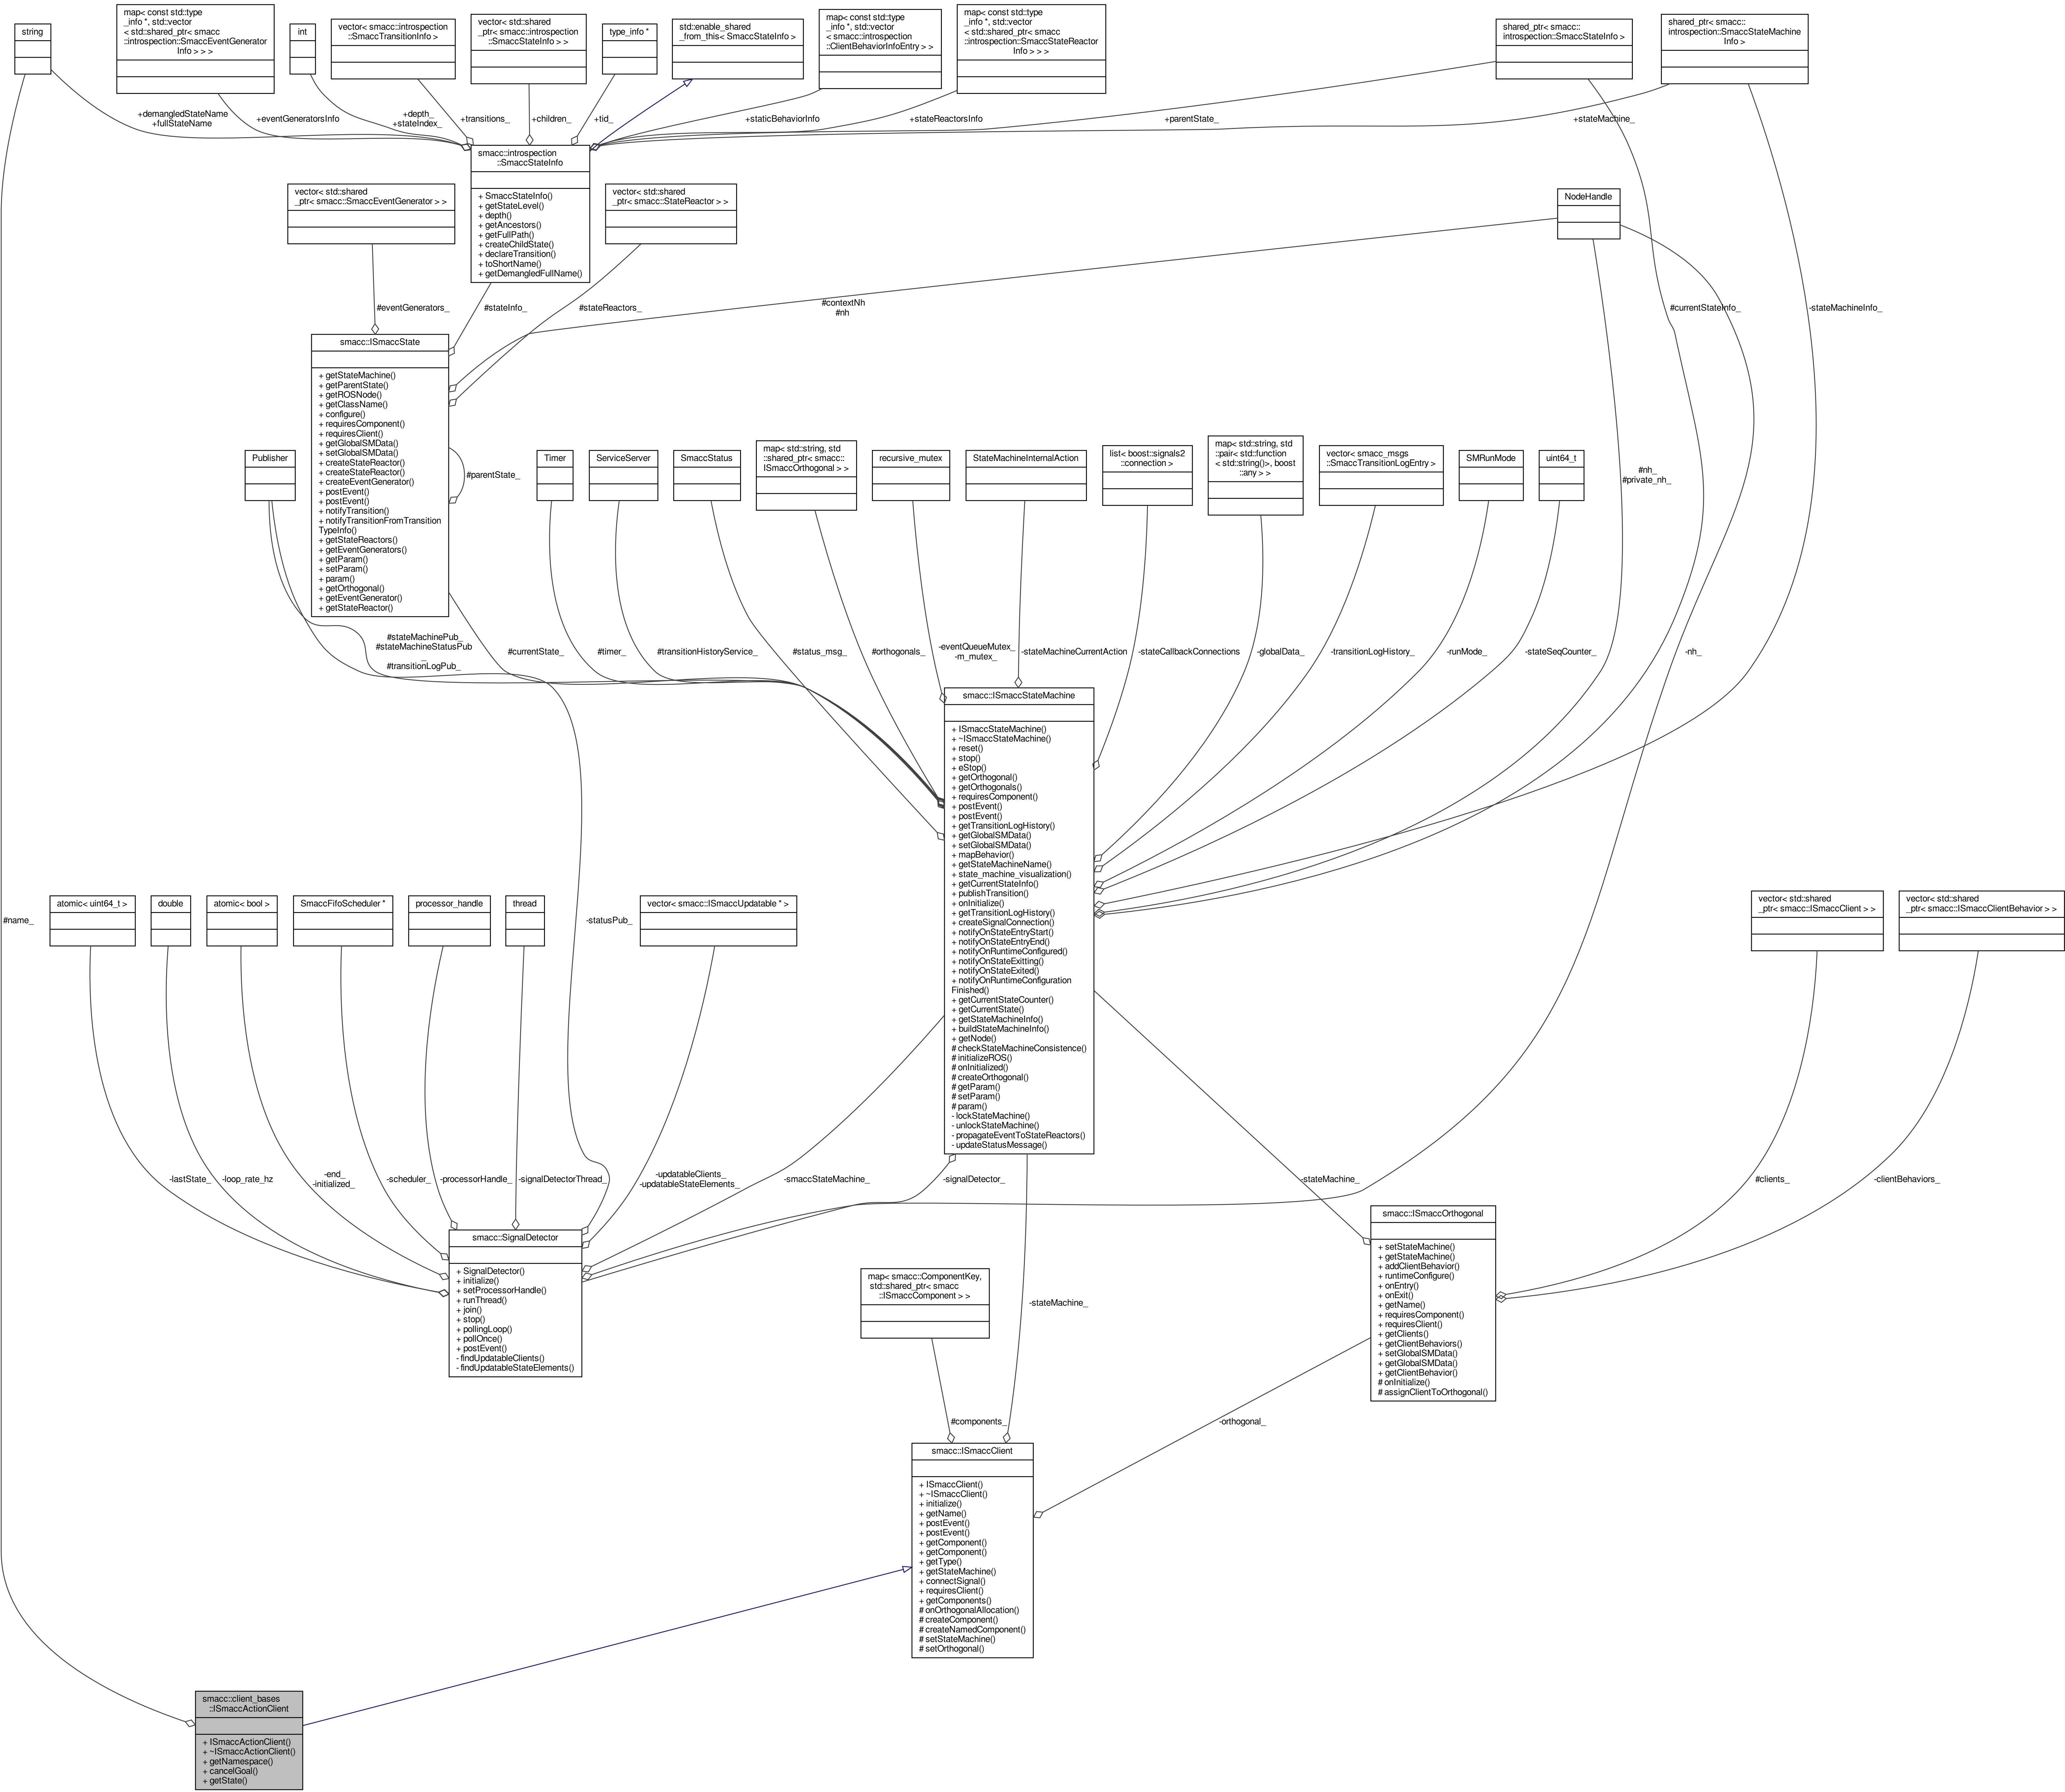 string
map< const std::type
_info *, std::vector
< std::shared_ptr< smacc
::introspection::SmaccEventGenerator
Info > > >
int
vector< smacc::introspection
::SmaccTransitionInfo >
vector< std::shared
_ptr< smacc::introspection
::SmaccStateInfo > >
type_info *
std::enable_shared
_from_this< SmaccStateInfo >
map< const std::type
_info *, std::vector
< smacc::introspection
::ClientBehaviorInfoEntry > >
map< const std::type
_info *, std::vector
< std::shared_ptr< smacc
::introspection::SmaccStateReactor
Info > > >
shared_ptr< smacc::
introspection::SmaccStateInfo >
shared_ptr< smacc::
introspection::SmaccStateMachine
Info >
+demangledStateName
+fullStateName
+eventGeneratorsInfo
+depth_
+stateIndex_
+transitions_
+children_
+tid_
+staticBehaviorInfo
+stateReactorsInfo
+parentState_
+stateMachine_
smacc::introspection
::SmaccStateInfo
+ SmaccStateInfo()
+ getStateLevel()
+ depth()
+ getAncestors()
+ getFullPath()
+ createChildState()
+ declareTransition()
+ toShortName()
+ getDemangledFullName()
vector< std::shared
_ptr< smacc::SmaccEventGenerator > >
vector< std::shared
_ptr< smacc::StateReactor > >
NodeHandle
#eventGenerators_
#stateInfo_
#stateReactors_
#contextNh
#nh
#currentStateInfo_
-stateMachineInfo_
smacc::ISmaccState
+ getStateMachine()
+ getParentState()
+ getROSNode()
+ getClassName()
+ configure()
+ requiresComponent()
+ requiresClient()
+ getGlobalSMData()
+ setGlobalSMData()
+ createStateReactor()
+ createStateReactor()
+ createEventGenerator()
+ postEvent()
+ postEvent()
+ notifyTransition()
+ notifyTransitionFromTransition
TypeInfo()
+ getStateReactors()
+ getEventGenerators()
+ getParam()
+ setParam()
+ param()
+ getOrthogonal()
+ getEventGenerator()
+ getStateReactor()
#parentState_
Publisher
Timer
ServiceServer
SmaccStatus
map< std::string, std
::shared_ptr< smacc::
ISmaccOrthogonal > >
recursive_mutex
StateMachineInternalAction
list< boost::signals2
::connection >
map< std::string, std
::pair< std::function
< std::string()>, boost
::any > >
vector< smacc_msgs
::SmaccTransitionLogEntry >
SMRunMode
uint64_t
#nh_
#private_nh_
#stateMachinePub_
#stateMachineStatusPub
_
#transitionLogPub_
#currentState_
#timer_
#transitionHistoryService_
#status_msg_
#orthogonals_
-eventQueueMutex_
-m_mutex_
-stateMachineCurrentAction
-stateCallbackConnections
-globalData_
-transitionLogHistory_
-runMode_
-stateSeqCounter_
-nh_
smacc::ISmaccStateMachine
+ ISmaccStateMachine()
+ ~ISmaccStateMachine()
+ reset()
+ stop()
+ eStop()
+ getOrthogonal()
+ getOrthogonals()
+ requiresComponent()
+ postEvent()
+ postEvent()
+ getTransitionLogHistory()
+ getGlobalSMData()
+ setGlobalSMData()
+ mapBehavior()
+ getStateMachineName()
+ state_machine_visualization()
+ getCurrentStateInfo()
+ publishTransition()
+ onInitialize()
+ getTransitionLogHistory()
+ createSignalConnection()
+ notifyOnStateEntryStart()
+ notifyOnStateEntryEnd()
+ notifyOnRuntimeConfigured()
+ notifyOnStateExitting()
+ notifyOnStateExited()
+ notifyOnRuntimeConfiguration
Finished()
+ getCurrentStateCounter()
+ getCurrentState()
+ getStateMachineInfo()
+ buildStateMachineInfo()
+ getNode()
# checkStateMachineConsistence()
# initializeROS()
# onInitialized()
# createOrthogonal()
# getParam()
# setParam()
# param()
- lockStateMachine()
- unlockStateMachine()
- propagateEventToStateReactors()
- updateStatusMessage()
#name_
atomic< uint64_t >
double
atomic< bool >
SmaccFifoScheduler *
processor_handle
thread
-statusPub_
vector< smacc::ISmaccUpdatable * >
vector< std::shared
_ptr< smacc::ISmaccClient > >
vector< std::shared
_ptr< smacc::ISmaccClientBehavior > >
-lastState_
-loop_rate_hz
-end_
-initialized_
-scheduler_
-processorHandle_
-signalDetectorThread_
-updatableClients_
-updatableStateElements_
-smaccStateMachine_
-signalDetector_
-stateMachine_
#clients_
-clientBehaviors_
smacc::SignalDetector
+ SignalDetector()
+ initialize()
+ setProcessorHandle()
+ runThread()
+ join()
+ stop()
+ pollingLoop()
+ pollOnce()
+ postEvent()
- findUpdatableClients()
- findUpdatableStateElements()
smacc::ISmaccOrthogonal
+ setStateMachine()
+ getStateMachine()
+ addClientBehavior()
+ runtimeConfigure()
+ onEntry()
+ onExit()
+ getName()
+ requiresComponent()
+ requiresClient()
+ getClients()
+ getClientBehaviors()
+ setGlobalSMData()
+ getGlobalSMData()
+ getClientBehavior()
# onInitialize()
# assignClientToOrthogonal()
map< smacc::ComponentKey,
std::shared_ptr< smacc
::ISmaccComponent > >
-stateMachine_
#components_
-orthogonal_
smacc::ISmaccClient
+ ISmaccClient()
+ ~ISmaccClient()
+ initialize()
+ getName()
+ postEvent()
+ postEvent()
+ getComponent()
+ getComponent()
+ getType()
+ getStateMachine()
+ connectSignal()
+ requiresClient()
+ getComponents()
# onOrthogonalAllocation()
# createComponent()
# createNamedComponent()
# setStateMachine()
# setOrthogonal()
smacc::client_bases
::ISmaccActionClient
+ ISmaccActionClient()
+ ~ISmaccActionClient()
+ getNamespace()
+ cancelGoal()
+ getState()